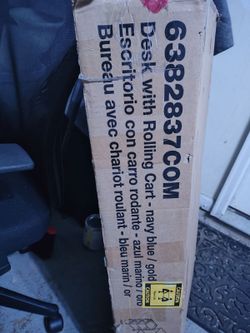 6382837COM
Desk with Rolling Cart - navy blue / gold
Escritorio con carro rodante - azul marino / oro
Bureau avec chariot roulant - bleu marin / or
CAUTION